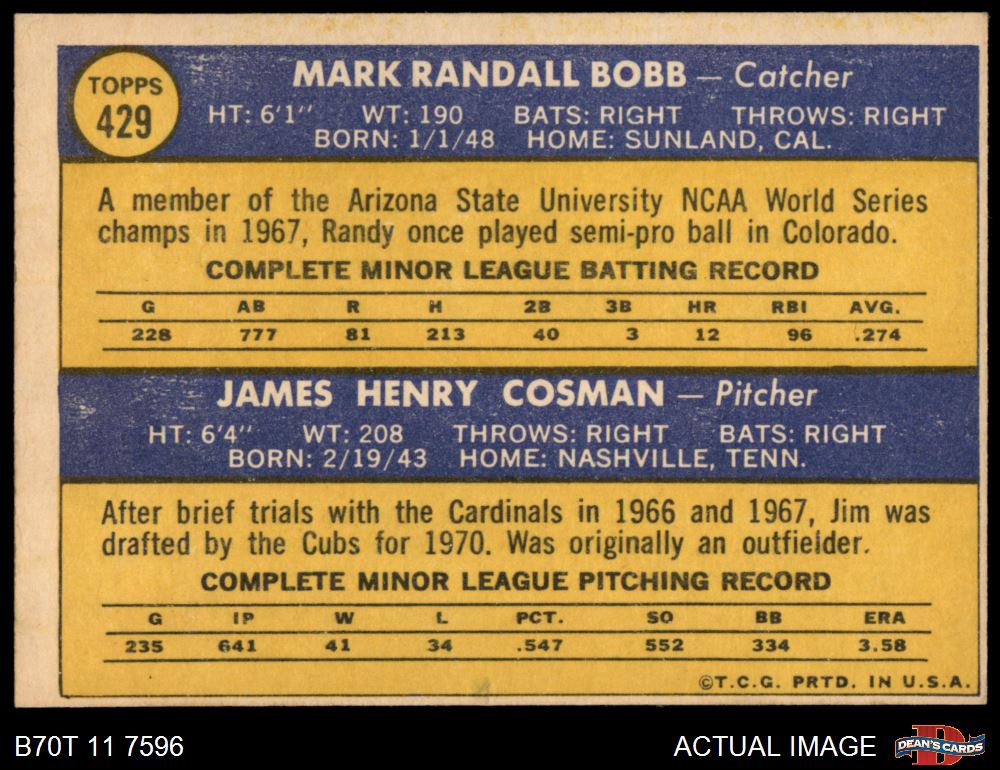 TOPPS
429
MARK RANDALL BOBB — Catcher
HT: 6'1" WT: 190 BATS: RIGHT THROWS: RIGHT
BORN: 1/1/48 HOME: SUNLAND, CAL.
A member of the Arizona State University NCAA World Series
champs in 1967, Randy once played semi-pro ball in Colorado.
COMPLETE MINOR LEAGUE BATTING RECORD
G AB R H 2B 3B HR RBI AVG.
228 777 81 213 40 3 12 96 .274
JAMES HENRY COSMAN — Pitcher
HT: 6'4" WT: 208 THROWS: RIGHT BATS: RIGHT
BORN: 2/19/43 HOME: NASHVILLE, TENN.
After brief trials with the Cardinals in 1966 and 1967, Jim was
drafted by the Cubs for 1970. Was originally an outfielder.
COMPLETE MINOR LEAGUE PITCHING RECORD
G IP W L PCT. SO BB ERA
235 641 41 34 .547 552 334 3.58
©T.C.G. PRTD. IN U.S.A.
B70T 11 7596 ACTUAL IMAGE
D
DEAN'S CARDS